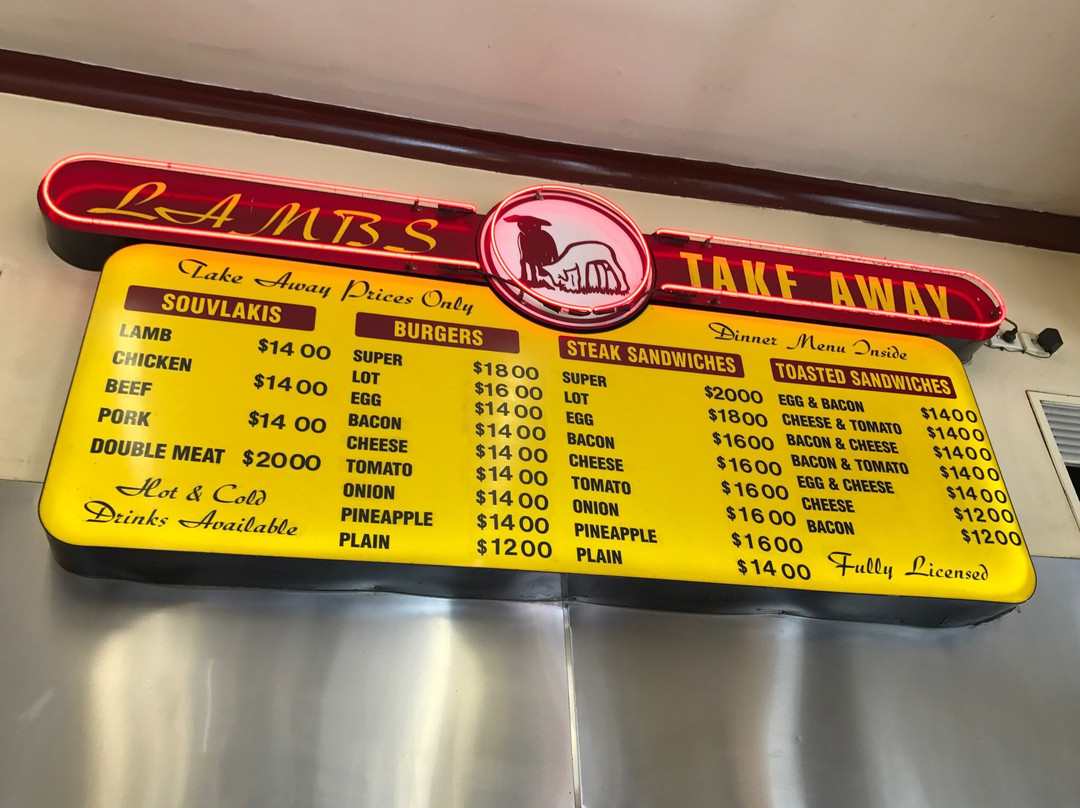 LAMBS TAKE AWAY
Take Away Prices Only
SOUVLAKIS
LAMB
CHICKEN
BEEF
PORK
DOUBLE MEAT
$14 00
$14 00
$14 00
$20 00
Hot & Cold
Drinks Available
BURGERS
SUPER $18 00
LOT $16 00
EGG $14 00
BACON $14 00
CHEESE $14 00
TOMATO $14 00
ONION $14 00
PINEAPPLE $14 00
PLAIN $12 00
Dinner Menu Inside
STEAK SANDWICHES
SUPER
LOT
EGG
BACON
CHEESE
TOMATO
ONION
PINEAPPLE
PLAIN
$20 00
$18 00
$16 00
$16 00
$16 00
$16 00
$16 00
$14 00
TOASTED SANDWICHES
EGG & BACON $14 00
CHEESE & TOMATO $14 00
BACON & CHEESE $14 00
BACON & TOMATO $14 00
EGG & CHEESE $14 00
CHEESE $12 00
BACON $12 00
Fully Licensed